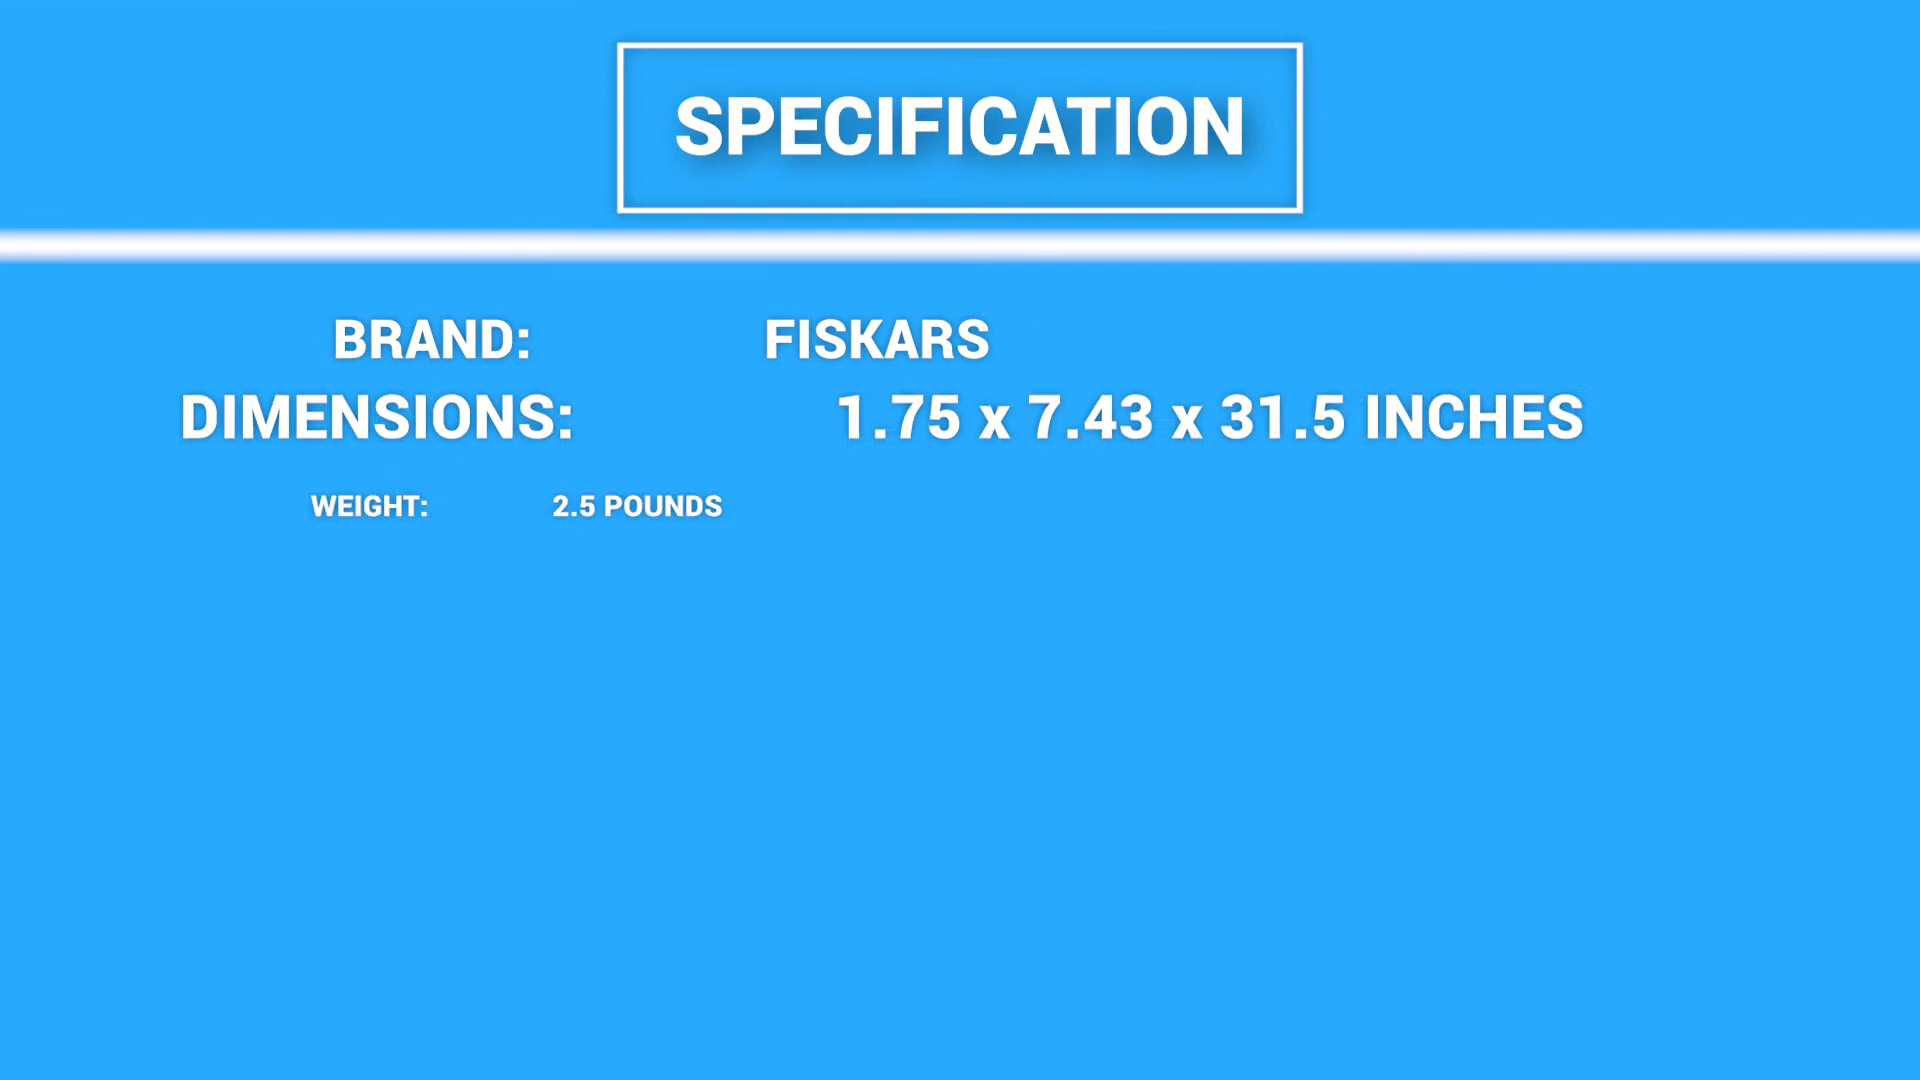 SPECIFICATION
BRAND: FISKARS
DIMENSIONS: 1.75 x 7.43 x 31.5 INCHES
WEIGHT: 2.5 POUNDS